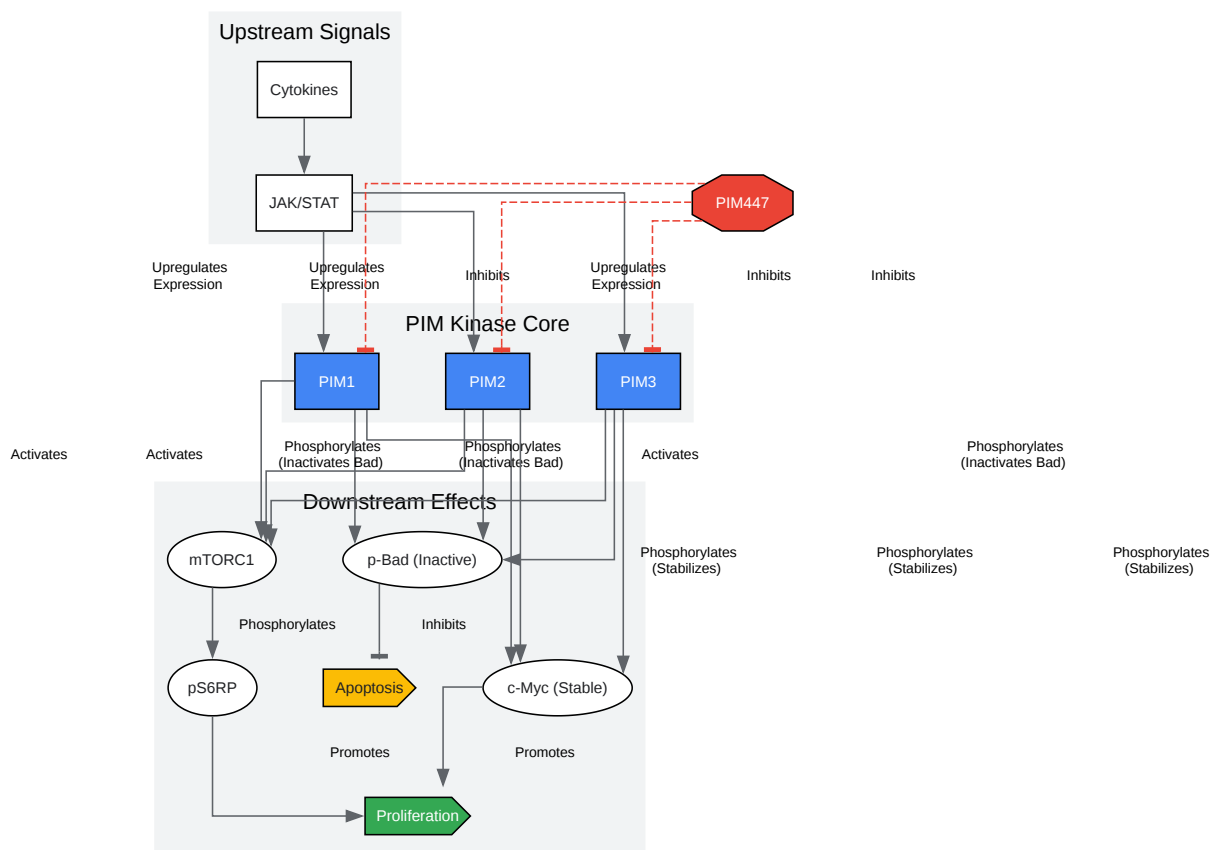 Upstream Signals
Cytokines
JAK/STAT
PIM447
Upregulates
Expression
Upregulates
Expression
Inhibits
Upregulates
Expression
Inhibits
Inhibits
PIM Kinase Core
PIM1
PIM2
PIM3
Activates
Activates
Phosphorylates
(Inactivates Bad)
Phosphorylates
(Inactivates Bad)
Activates
Phosphorylates
(Inactivates Bad)
Downstream Effects
mTORC1
p-Bad (Inactive)
Phosphorylates
(Stabilizes)
Phosphorylates
(Stabilizes)
Phosphorylates
(Stabilizes)
Phosphorylates
Inhibits
pS6RP
Apoptosis
c-Myc (Stable)
Promotes
Promotes
Proliferation